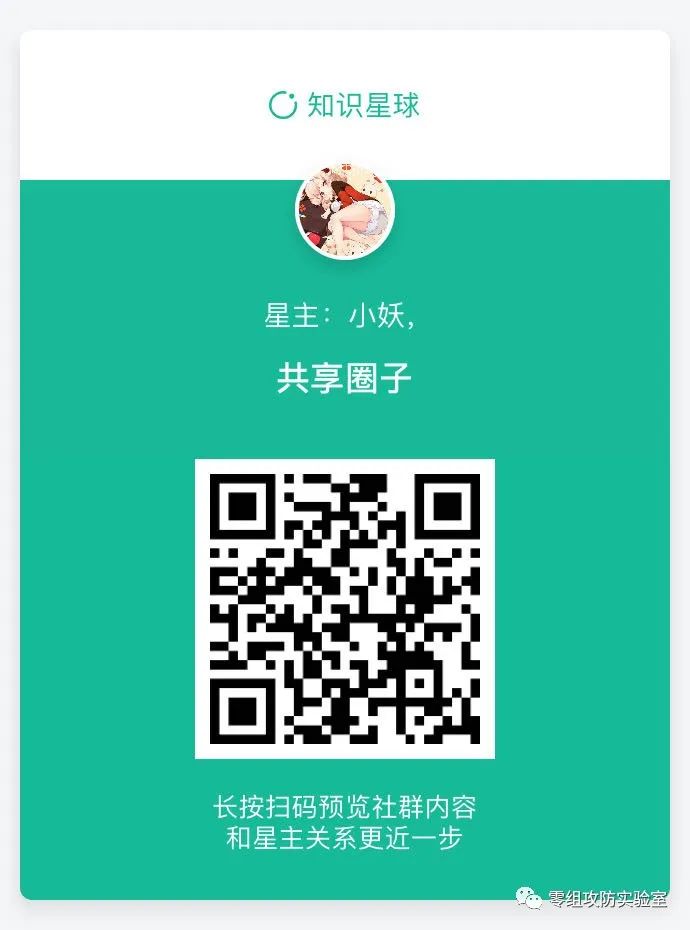 知识星球
星主：小妖，
共享圈子
长按扫码预览社群内容
和星主关系更近一步
零组攻防实验室